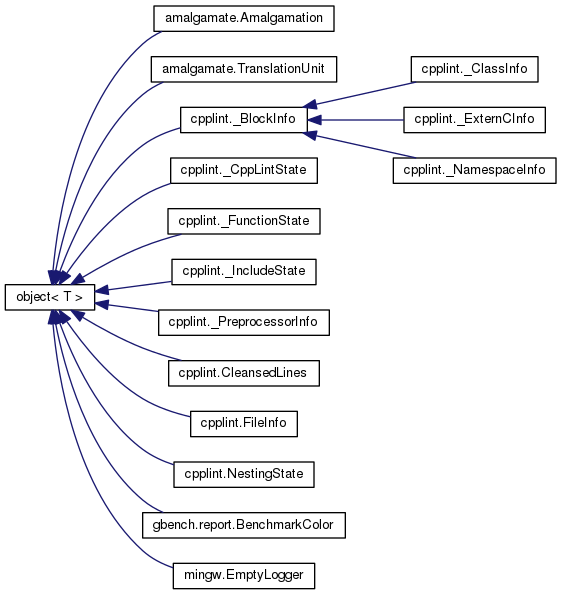 amalgamate.Amalgamation
amalgamate.TranslationUnit
cpplint._ClassInfo
cpplint._BlockInfo
cpplint._ExternCInfo
cpplint._NamespaceInfo
cpplint._CppLintState
cpplint._FunctionState
cpplint._IncludeState
object< T >
cpplint._PreprocessorInfo
cpplint.CleansedLines
cpplint.FileInfo
cpplint.NestingState
gbench.report.BenchmarkColor
mingw.EmptyLogger